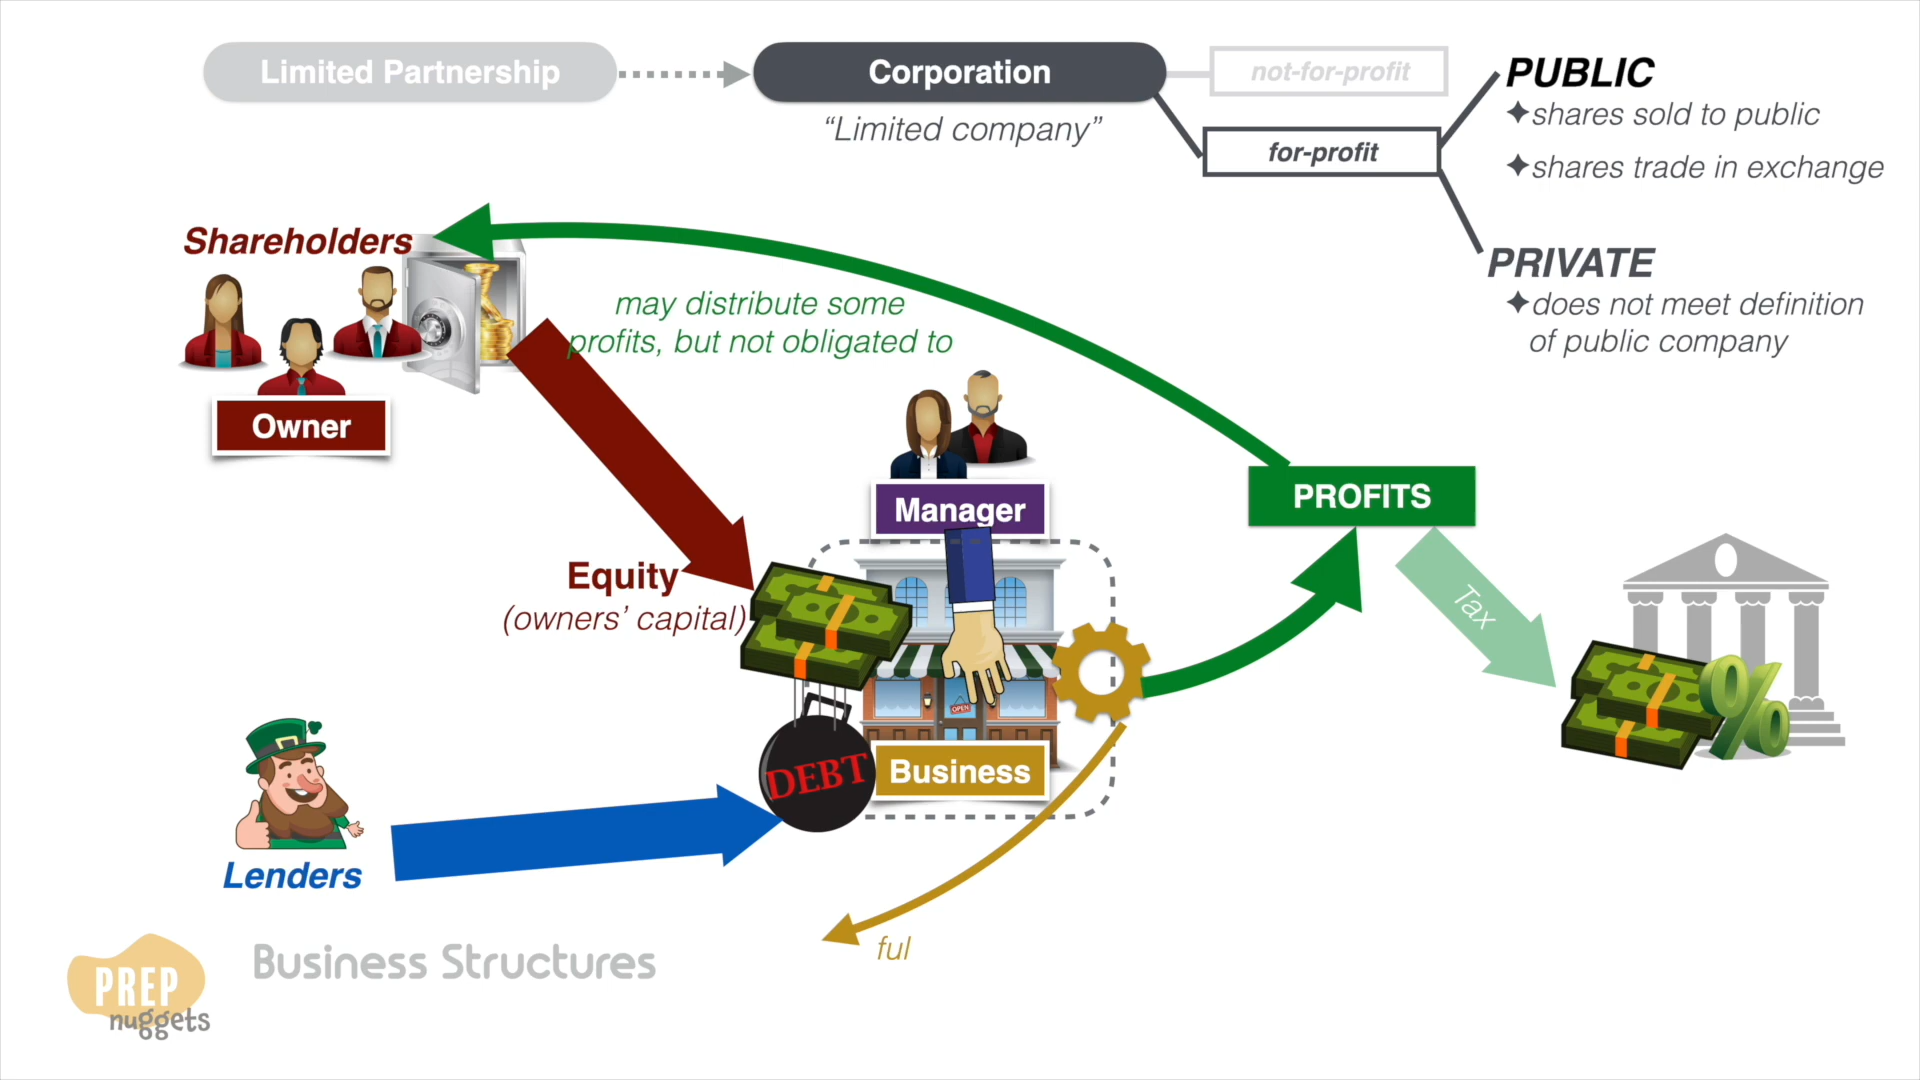 Limited Partnership
Corporation
“Limited company”
not-for-profit
for-profit
PUBLIC
✦shares sold to public
✦shares trade in exchange
PRIVATE
✦does not meet definition
of public company
Shareholders
Owner
may distribute some
profits, but not obligated to
Manager
PROFITS
Tax
Equity
(owners’ capital)
OPEN
DEBT
Business
%
Lenders
ful
Business Structures
PREP
nuggets